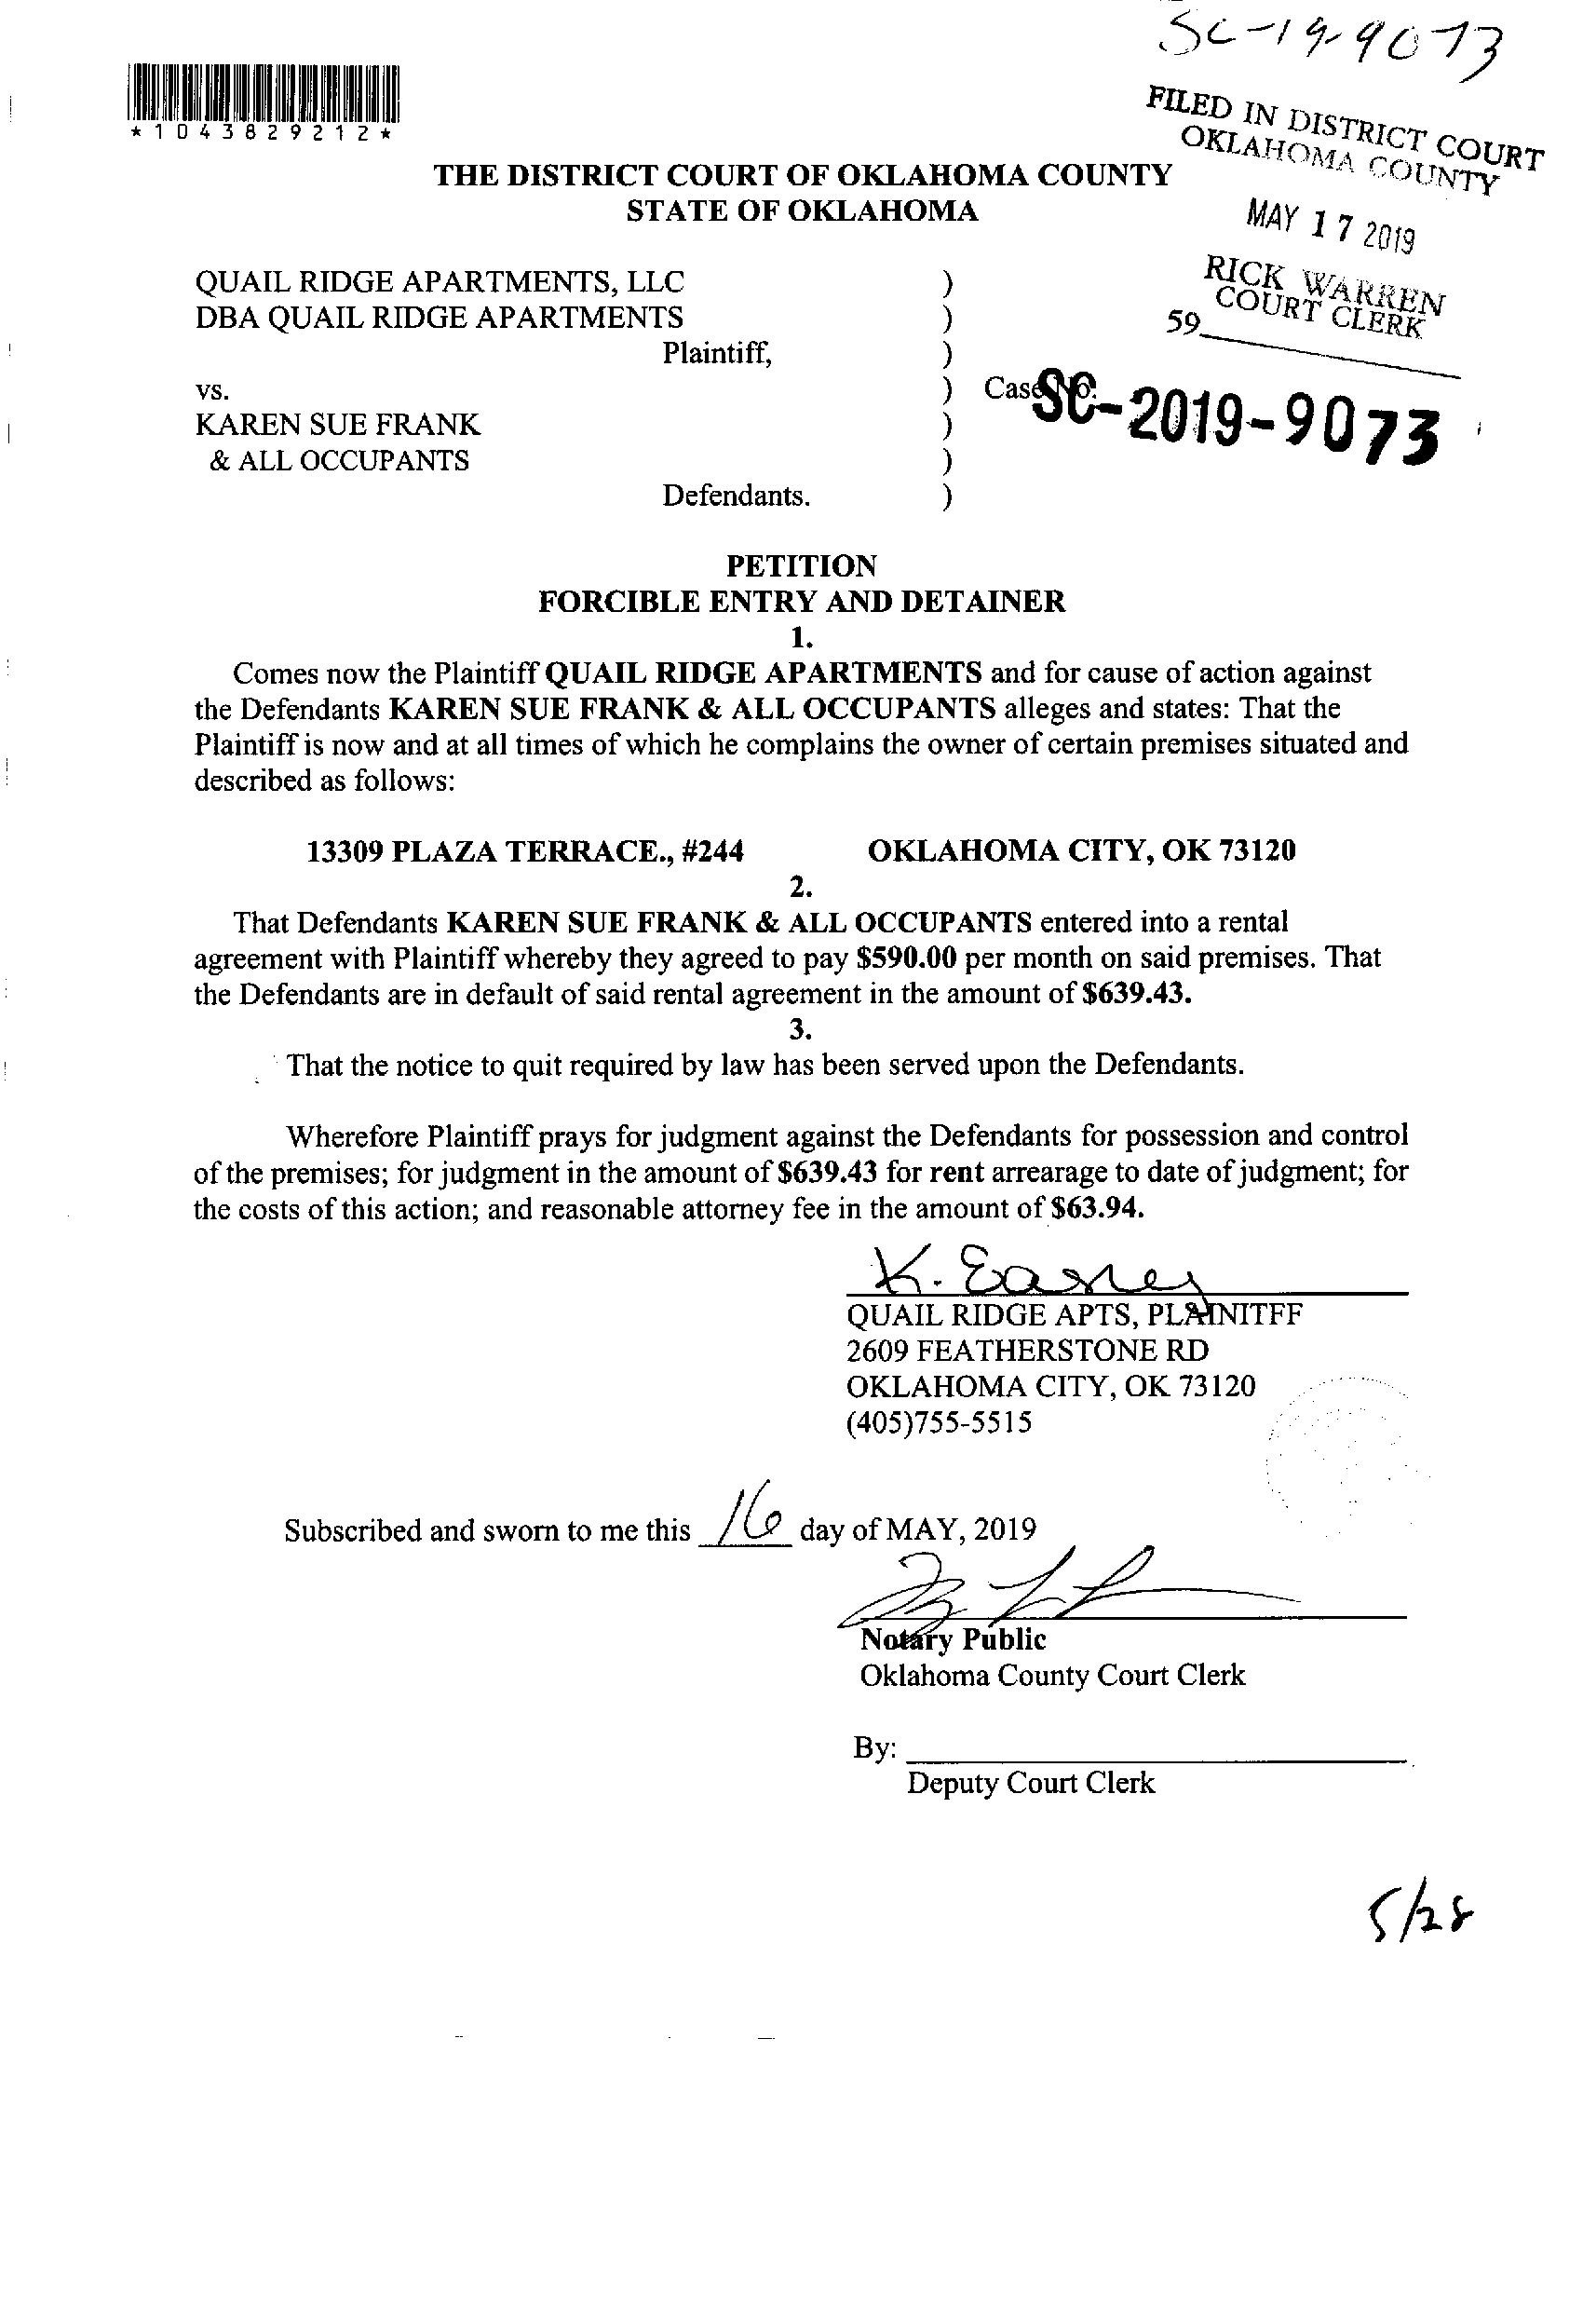 SC-19-9073
*1043829212*
FILED IN DISTRICT COURT
OKLAHOMA COUNTY
THE DISTRICT COURT OF OKLAHOMA COUNTY
STATE OF OKLAHOMA
MAY 17 2019
RICK WARREN
COURT CLERK
59
QUAIL RIDGE APARTMENTS, LLC )
DBA QUAIL RIDGE APARTMENTS )
Plaintiff, )
vs. ) Case No. SC-2019-9073
KAREN SUE FRANK )
& ALL OCCUPANTS )
Defendants. )
PETITION
FORCIBLE ENTRY AND DETAINER
1.
Comes now the Plaintiff QUAIL RIDGE APARTMENTS and for cause of action against
the Defendants KAREN SUE FRANK & ALL OCCUPANTS alleges and states: That the
Plaintiff is now and at all times of which he complains the owner of certain premises situated and
described as follows:
13309 PLAZA TERRACE., #244 OKLAHOMA CITY, OK 73120
2.
That Defendants KAREN SUE FRANK & ALL OCCUPANTS entered into a rental
agreement with Plaintiff whereby they agreed to pay $590.00 per month on said premises. That
the Defendants are in default of said rental agreement in the amount of $639.43.
3.
That the notice to quit required by law has been served upon the Defendants.
Wherefore Plaintiff prays for judgment against the Defendants for possession and control
of the premises; for judgment in the amount of $639.43 for rent arrearage to date of judgment; for
the costs of this action; and reasonable attorney fee in the amount of $63.94.
K.
QUAIL RIDGE APTS, PLAINITFF
2609 FEATHERSTONE RD
OKLAHOMA CITY, OK 73120
(405)755-5515
Subscribed and sworn to me this 16 day of MAY, 2019
Notary Public
Oklahoma County Court Clerk
By:
Deputy Court Clerk
5/28